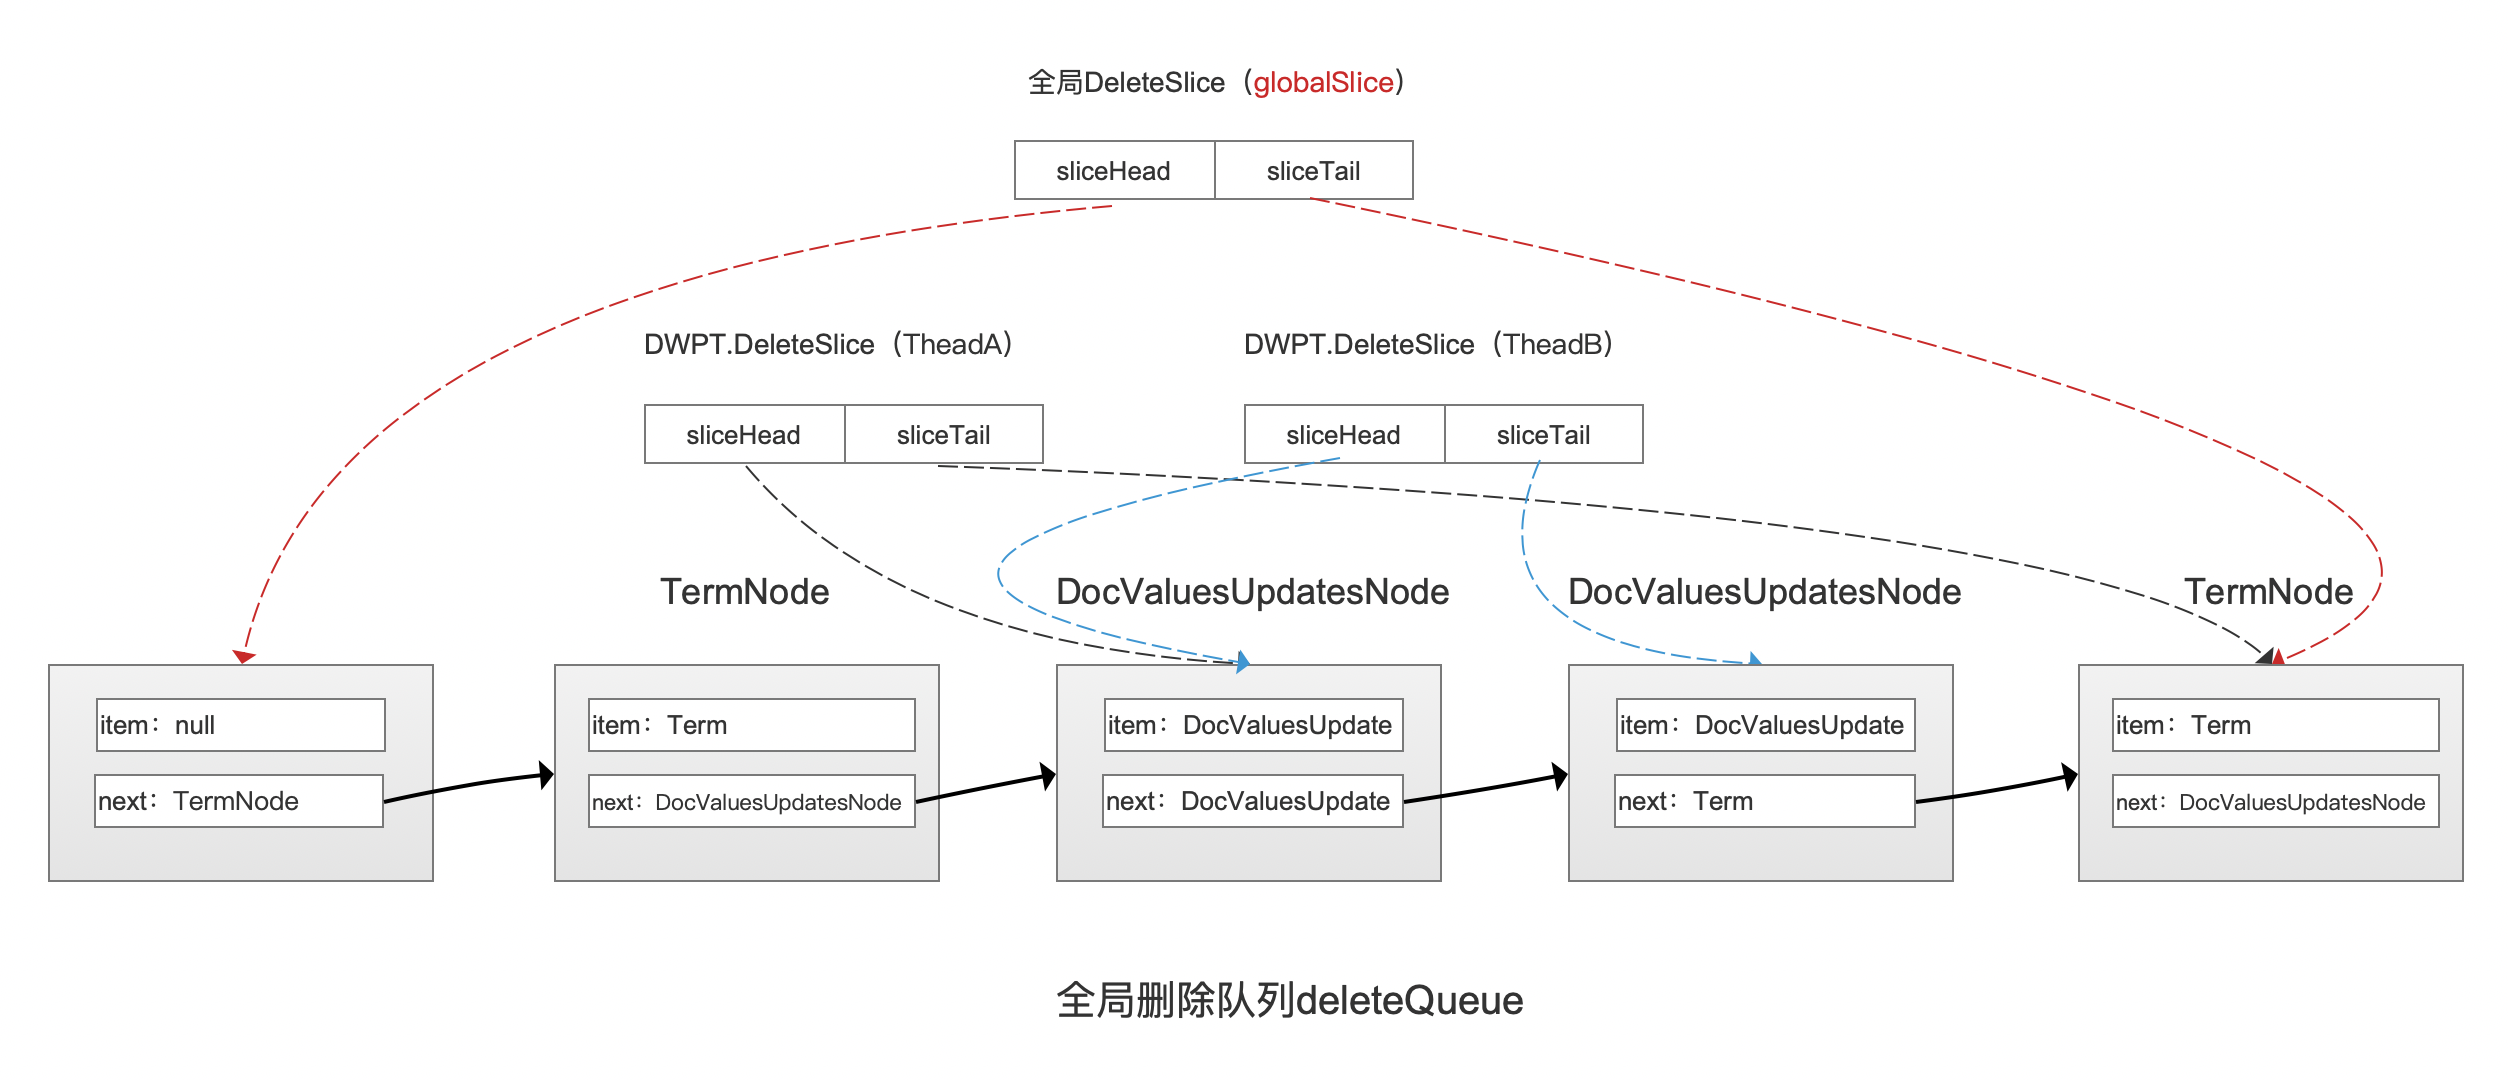 全局DeleteSlice（globalSlice）
sliceHead
sliceTail
DWPT.DeleteSlice（TheadA）
DWPT.DeleteSlice（TheadB）
sliceHead
sliceTail
sliceHead
sliceTail
TermNode
DocValuesUpdatesNode
DocValuesUpdatesNode
TermNode
item：null
item：Term
item：DocValuesUpdate
item：DocValuesUpdate
item：Term
next：TermNode
next：DocValuesUpdatesNode
next：DocValuesUpdate
next：Term
next：DocValuesUpdatesNode
全局删除队列deleteQueue